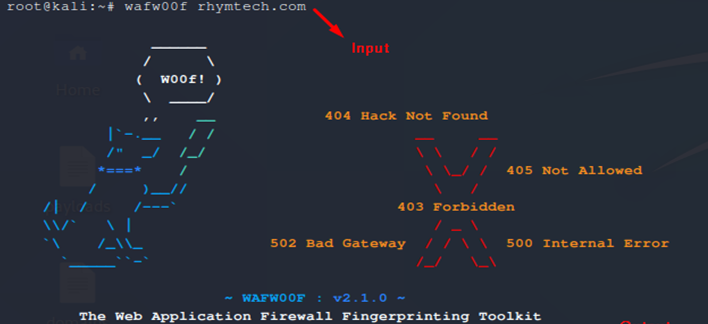 root@kali:~# wafw00f rhymtech.com
Input
W00f!
404 Hack Not Found
405 Not Allowed
403 Forbidden
502 Bad Gateway
500 Internal Error
~ WAFW00F : v2.1.0 ~
The Web Application Firewall Fingerprinting Toolkit
Home